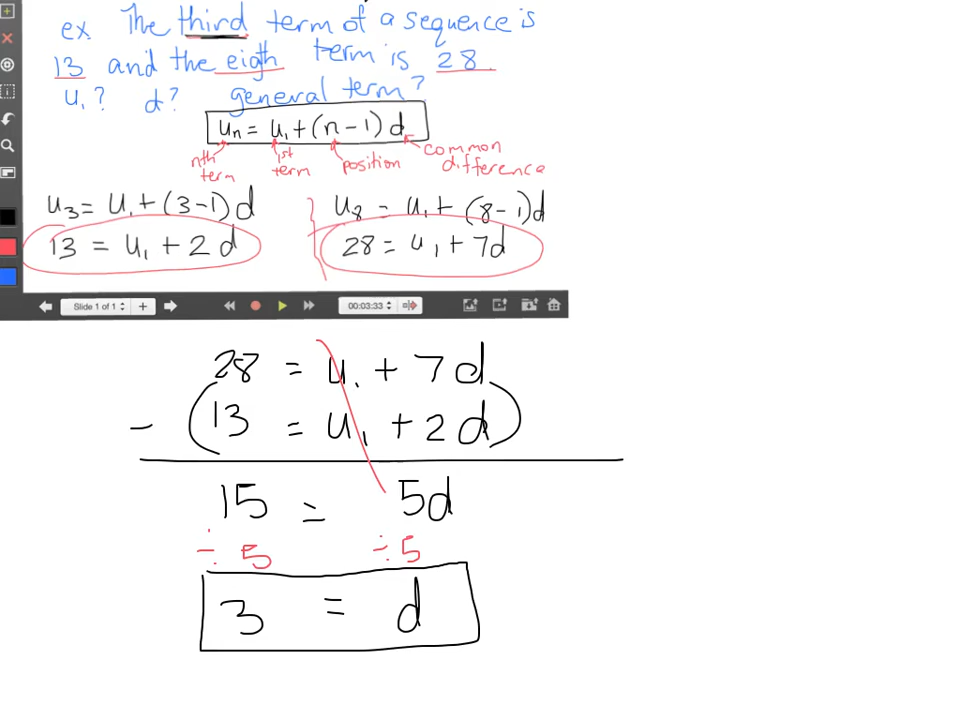 ex. The third term of a sequence is
13 and the eigth term is 28.
u₁? d? general term?
uₙ = u₁ + (n - 1) d
nth term
1st term
position
common difference
u₃ = u₁ + (3-1) d
13 = u₁ + 2 d
u₈ = u₁ + (8-1)d
28 = u₁ + 7d
Slide 1 of 1
00:03:33
28 = u₁ + 7d
- (13 = u₁ + 2d)
15 = 5d
÷ 5 ÷ 5
3 = d